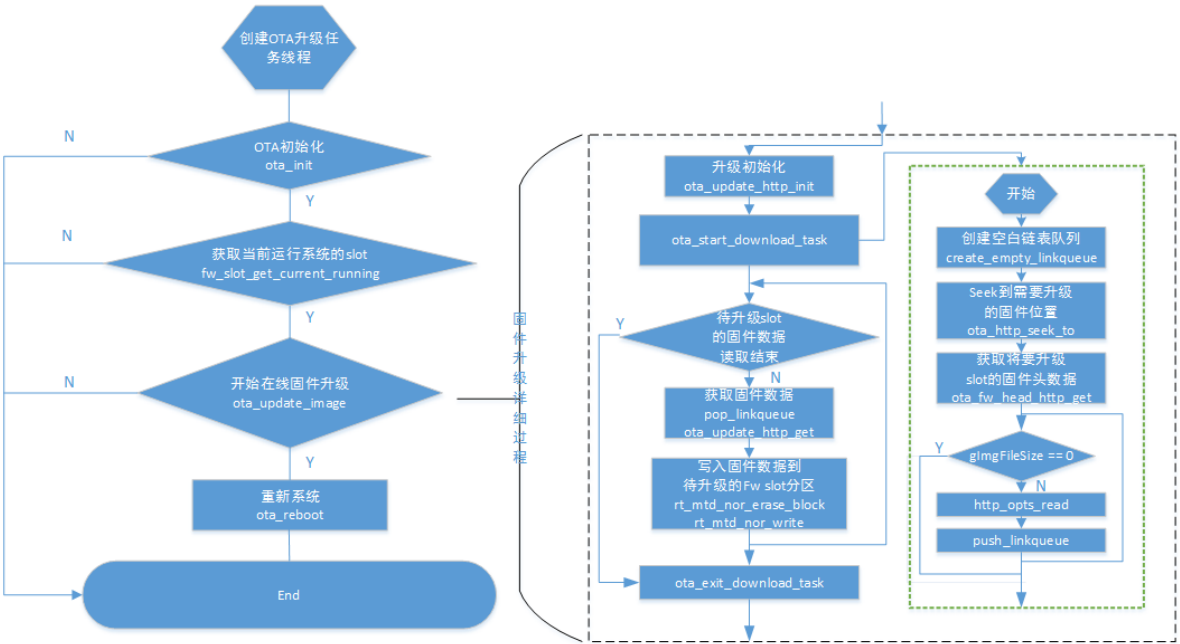 创建OTA升级任
务线程
N
OTA初始化
ota_init
Y
N
获取当前运行系统的slot
fw_slot_get_current_running
Y
N
开始在线固件升级
ota_update_image
Y
重新系统
ota_reboot
End
固件升级详细过程
升级初始化
ota_update_http_init
ota_start_download_task
Y
待升级slot
的固件数据
读取结束
N
获取固件数据
pop_linkqueue
ota_update_http_get
写入固件数据到
待升级的Fw slot分区
rt_mtd_nor_erase_block
rt_mtd_nor_write
ota_exit_download_task
开始
创建空白链表队列
create_empty_linkqueue
Seek到需要升级
的固件位置
ota_http_seek_to
获取将要升级
slot的固件头数据
ota_fw_head_http_get
Y
gImgFileSize == 0
N
http_opts_read
push_linkqueue